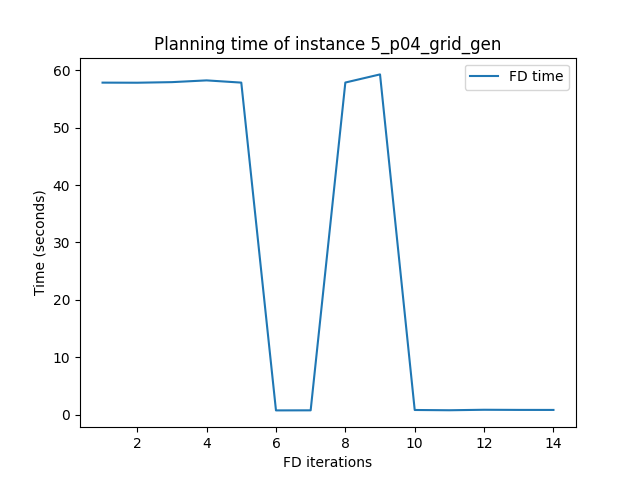 Planning time of instance 5_p04_grid_gen
FD time
60
50
40
30
20
10
0
Time (seconds)
2 4 6 8 10 12 14
FD iterations